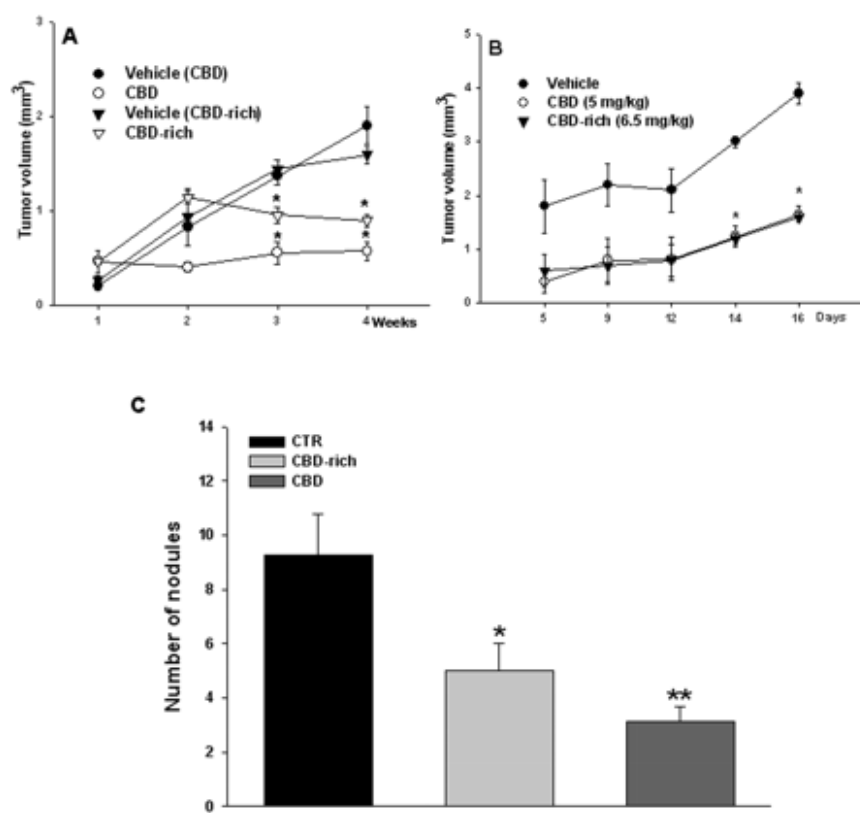 A
Vehicle (CBD)
CBD
Vehicle (CBD-rich)
CBD-rich
Tumor volume (mm3)
3
2
1
0
*
*
*
*
1 2 3 4 Weeks
B
Vehicle
CBD (5 mg/kg)
CBD-rich (6.5 mg/kg)
Tumor volume (mm3)
5
4
3
2
1
0
*
*
5 9 12 14 16 Days
C
CTR
CBD-rich
CBD
Number of nodules
14
12
10
8
6
4
2
0
*
**